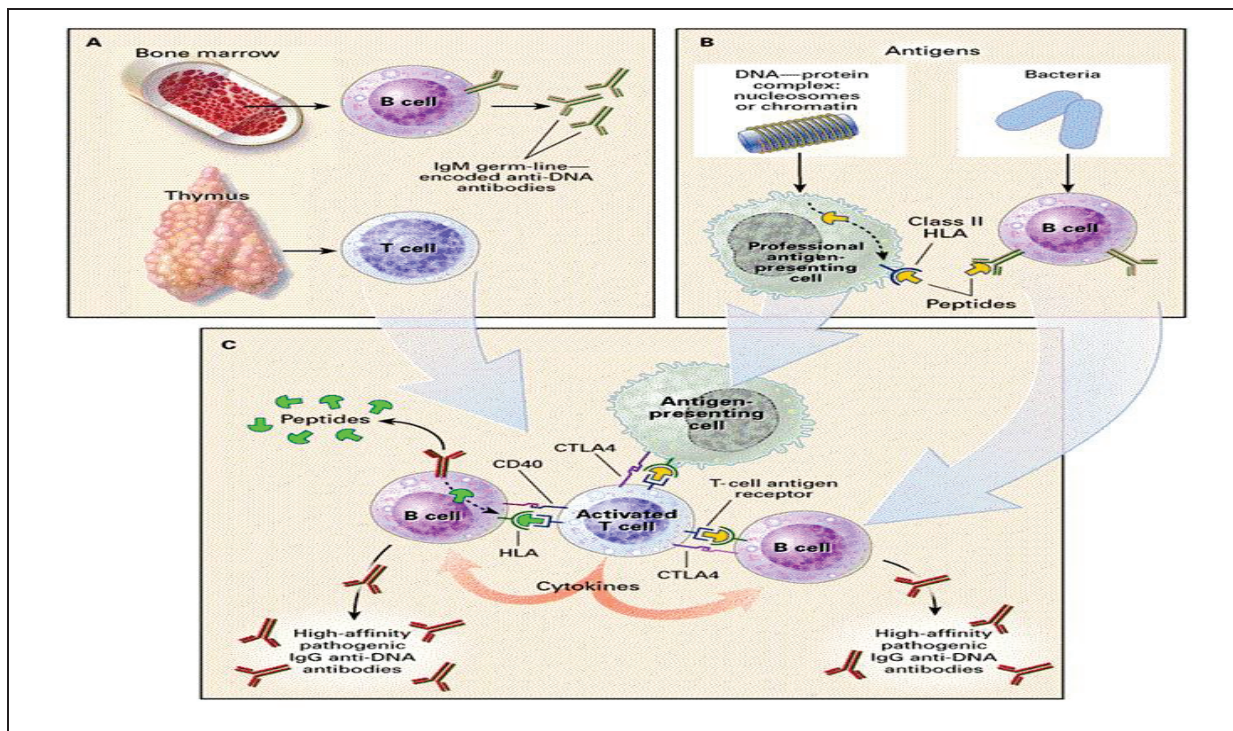 A
Bone marrow
B cell
IgM germ-line—
encoded anti-DNA
antibodies
Thymus
T cell
B
Antigens
DNA—protein
complex:
nucleosomes
or chromatin
Bacteria
Professional
antigen-
presenting
cell
Class II
HLA
B cell
Peptides
C
Peptides
Antigen-
presenting
cell
CTLA4
CD40
T-cell antigen
receptor
B cell
Activated
T cell
B cell
HLA
CTLA4
Cytokines
High-affinity
pathogenic
IgG anti-DNA
antibodies
High-affinity
pathogenic
IgG anti-DNA
antibodies